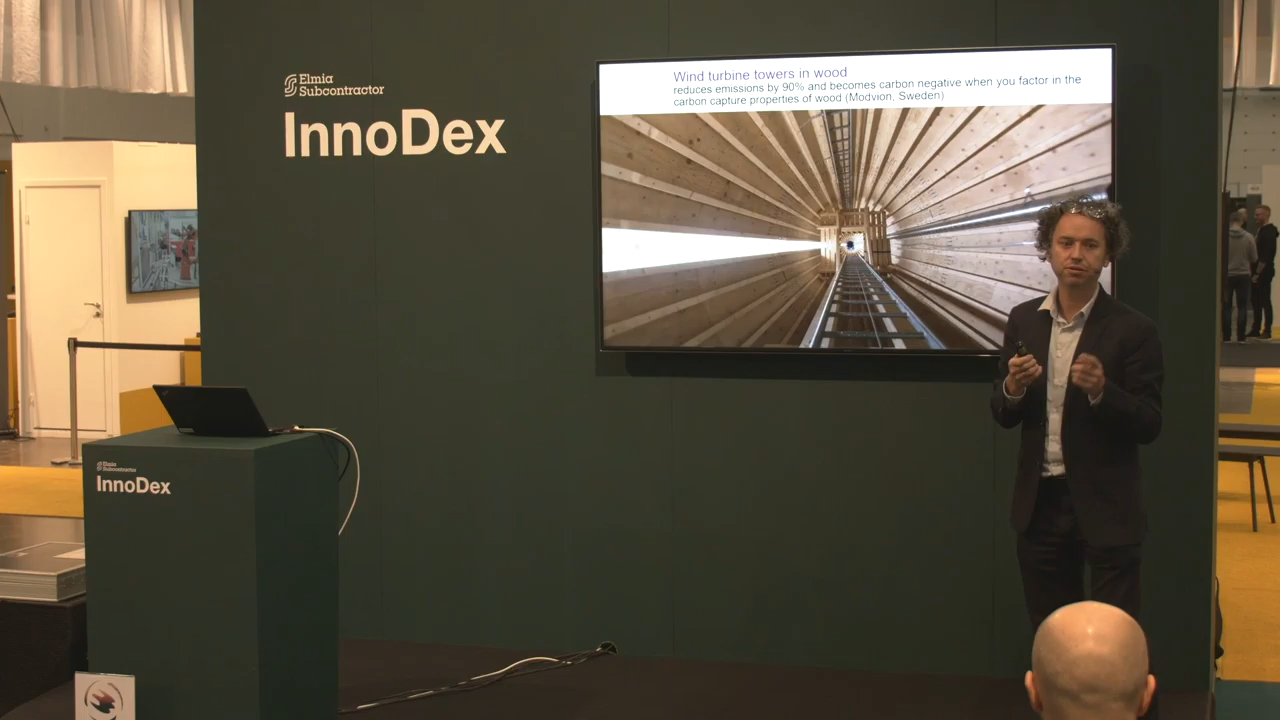 Elmia
Subcontractor
InnoDex
Wind turbine towers in wood
reduces emissions by 90% and becomes carbon negative when you factor in the
carbon capture properties of wood (Modvion, Sweden)
Elmia
Subcontractor
InnoDex